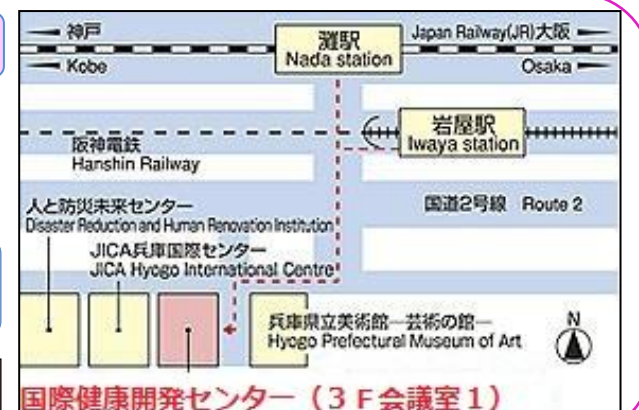 神戸
Kobe
灘駅
Nada station
Japan Railway(JR)大阪
Osaka
阪神電鉄
Hanshin Railway
岩屋駅
Iwaya station
国道2号線 Route 2
人と防災未来センター
Disaster Reduction and Human Renovation Institution
JICA兵庫国際センター
JICA Hyogo International Centre
兵庫県立美術館―芸術の館―
Hyogo Prefectural Museum of Art
N
国際健康開発センター(3F会議室1)